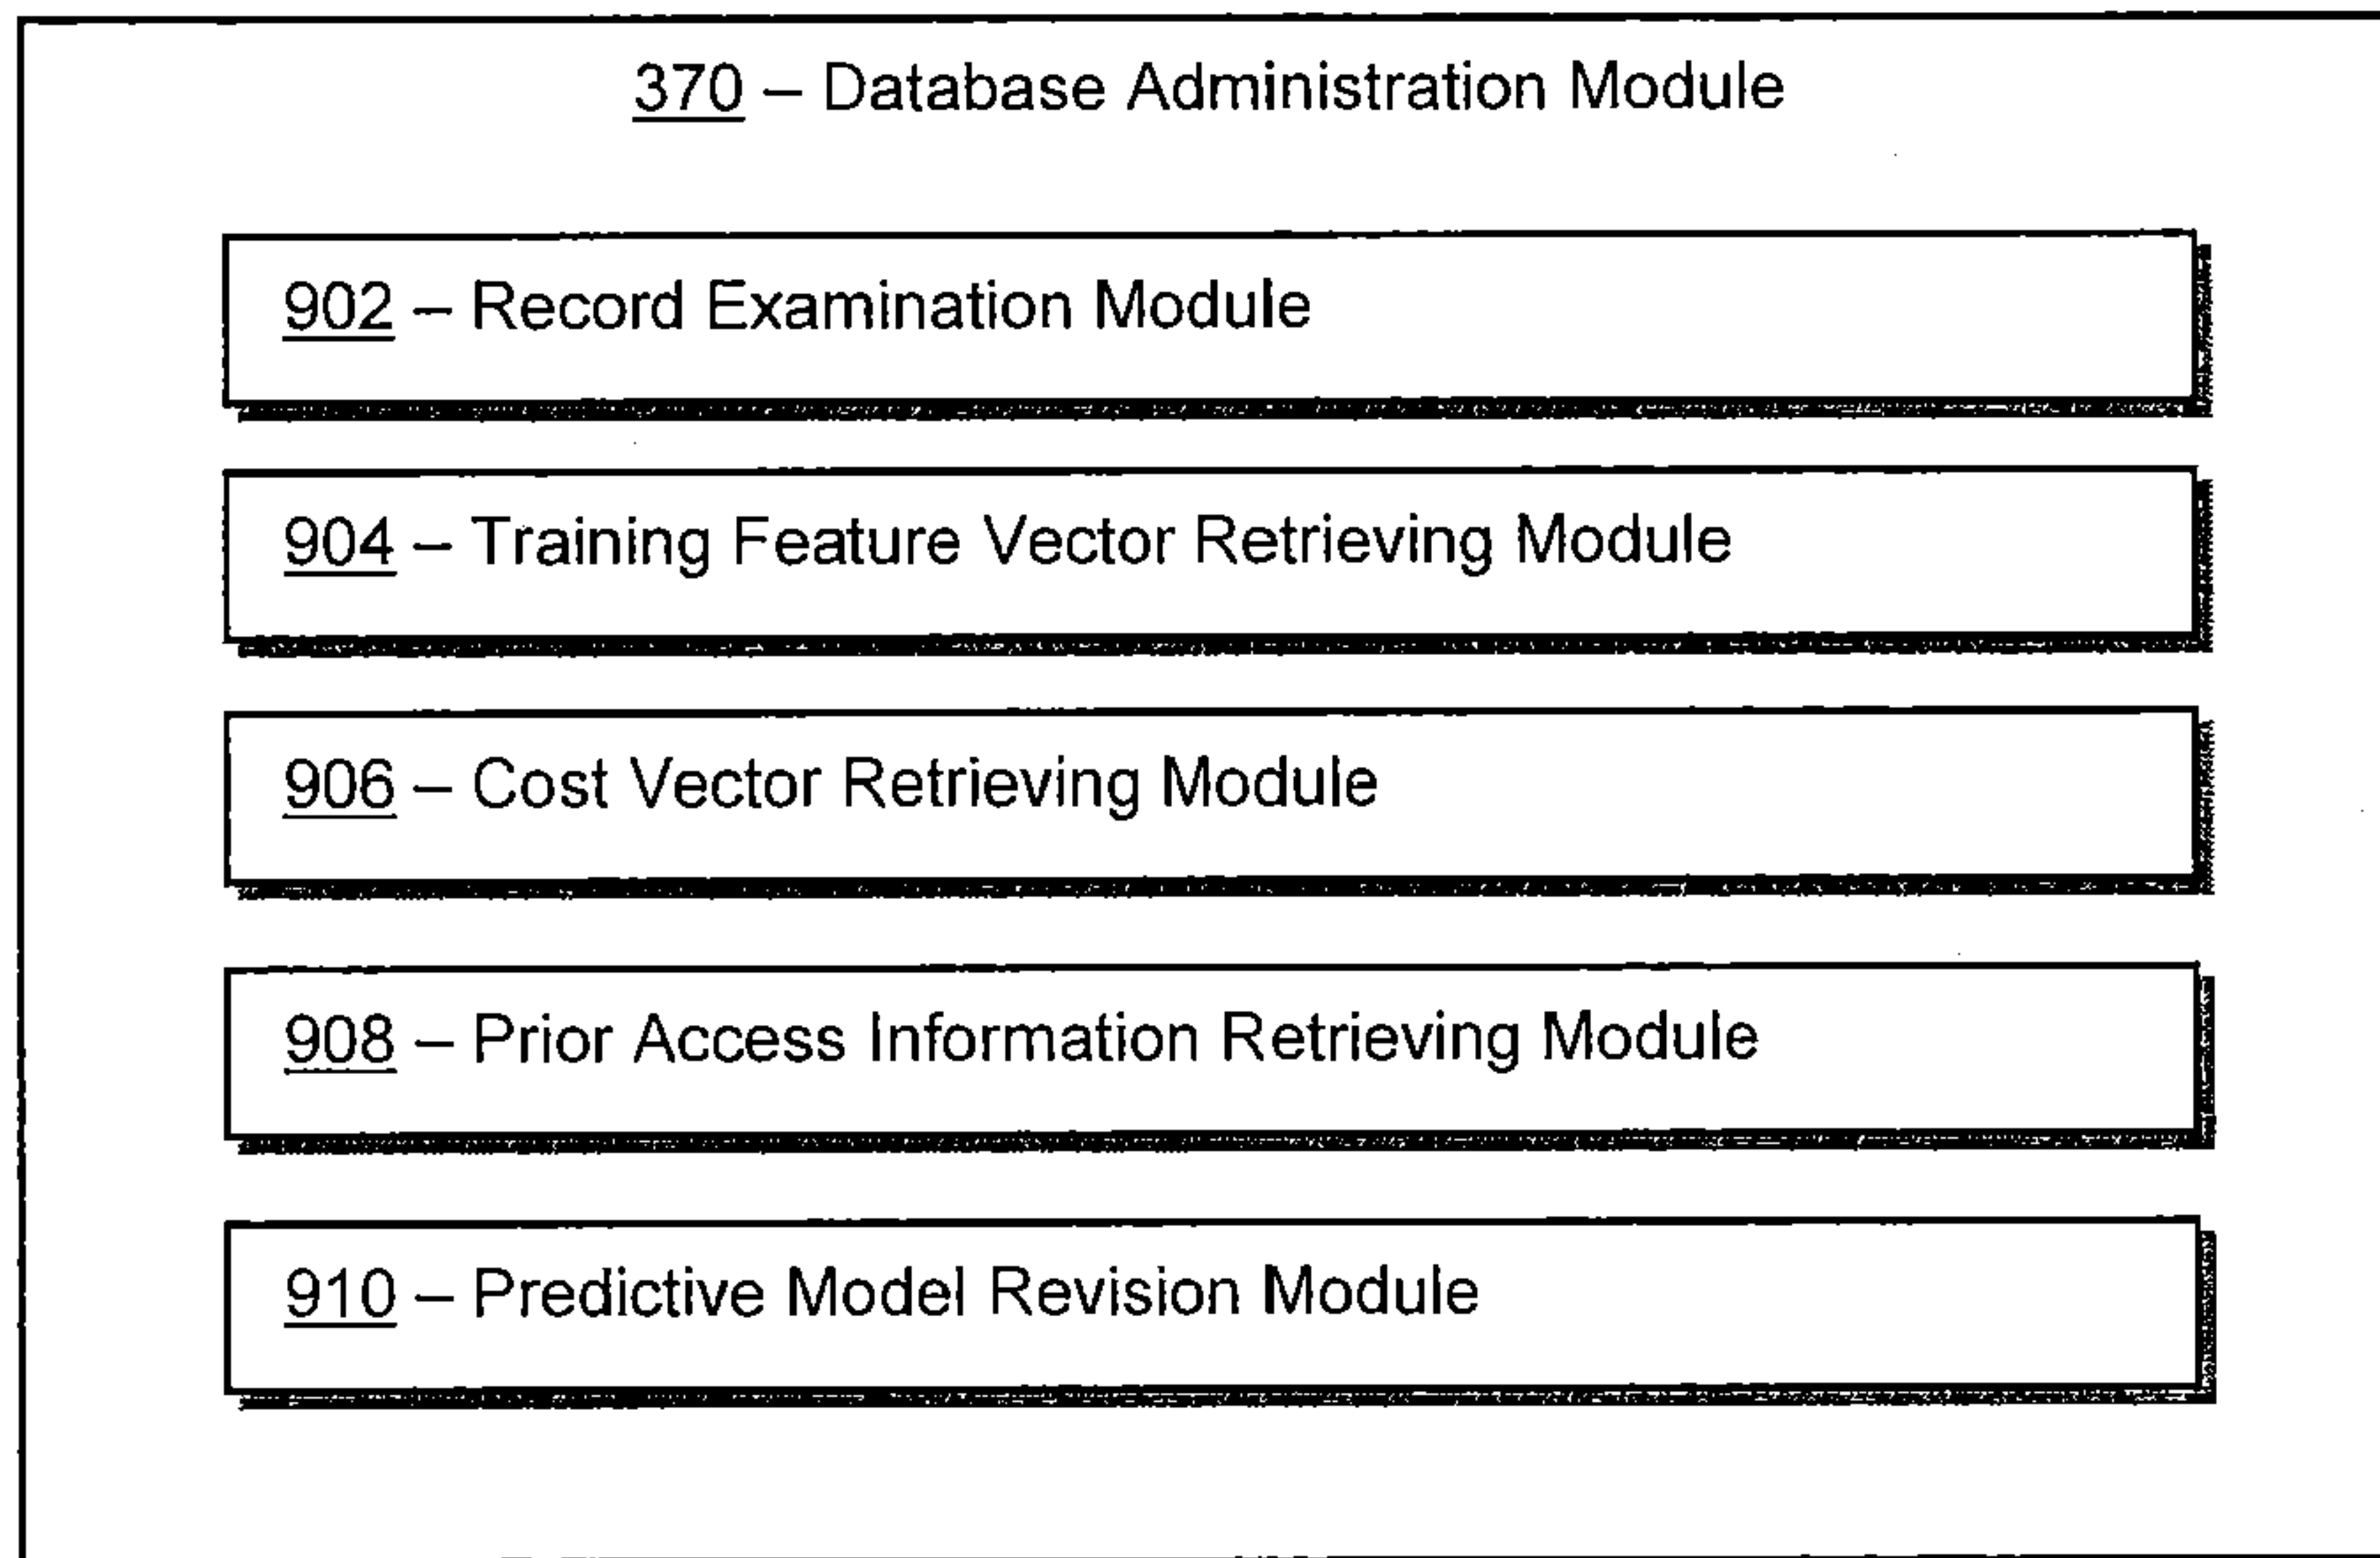 370 – Database Administration Module
902 – Record Examination Module
904 – Training Feature Vector Retrieving Module
906 – Cost Vector Retrieving Module
908 – Prior Access Information Retrieving Module
910 – Predictive Model Revision Module